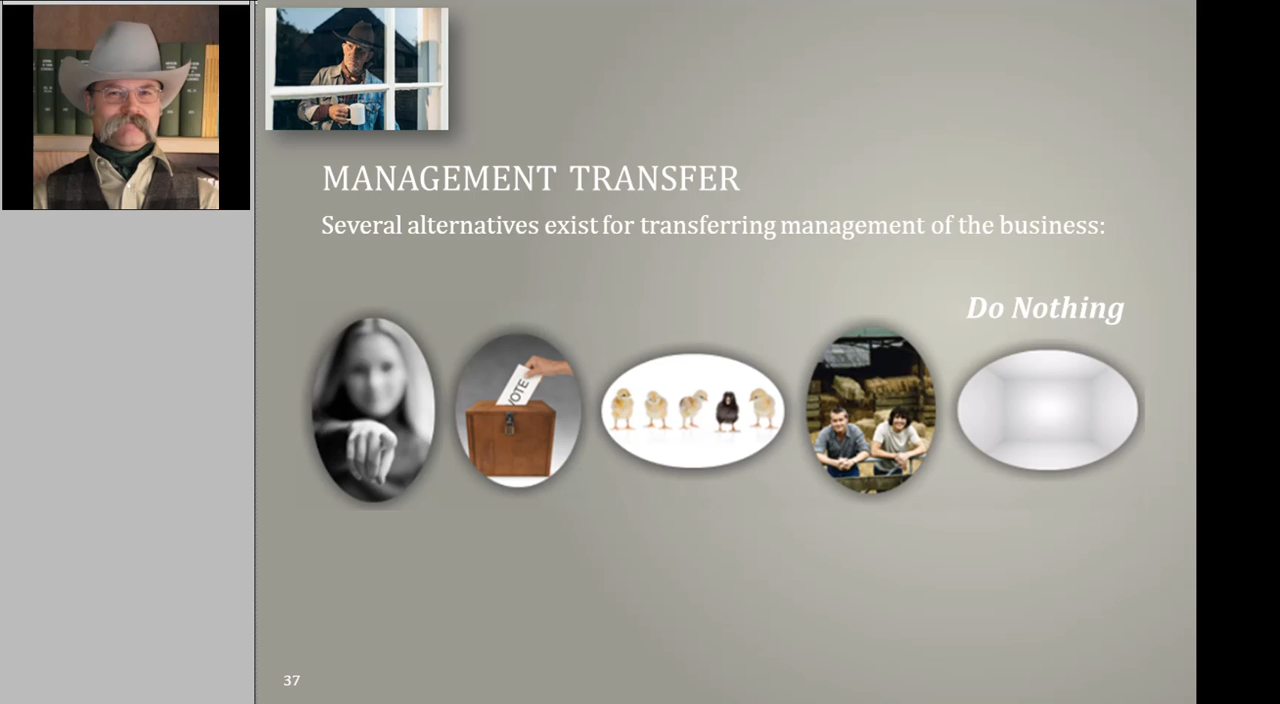 MANAGEMENT TRANSFER
Several alternatives exist for transferring management of the business:
Do Nothing
VOTE
37